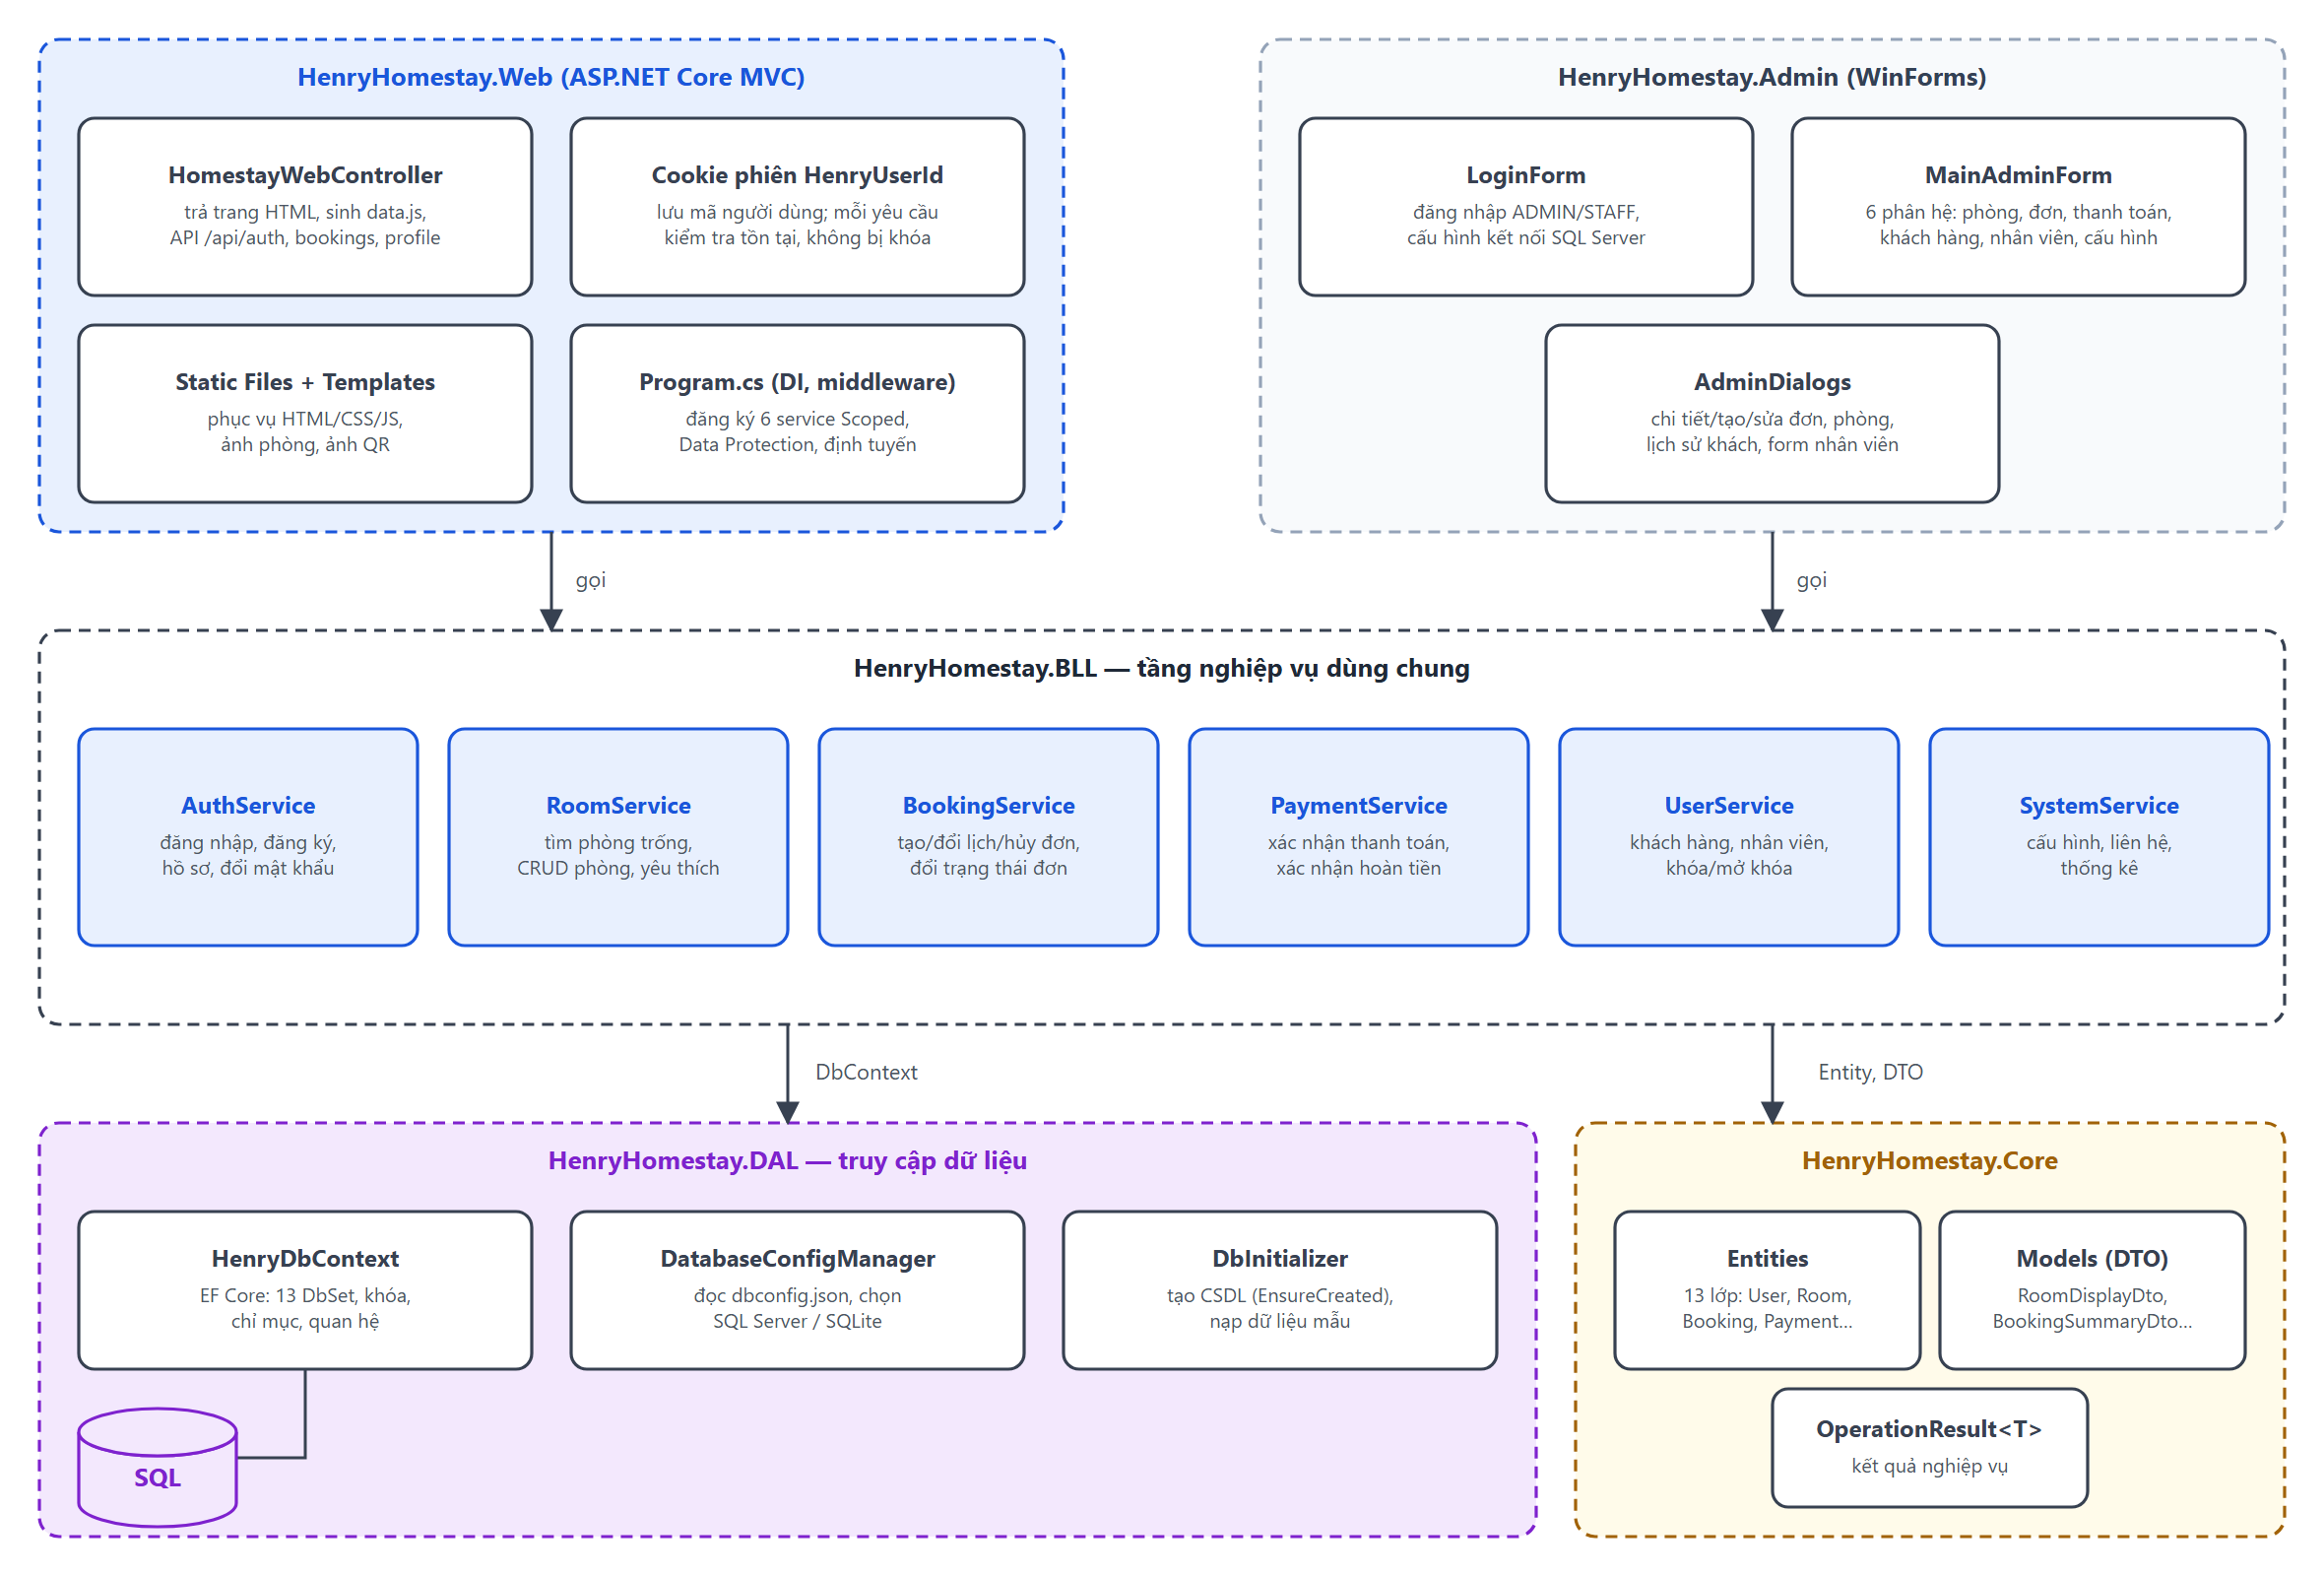 HenryHomestay.Web (ASP.NET Core MVC)
HomestayWebController
trả trang HTML, sinh data.js,
API /api/auth, bookings, profile
Cookie phiên HenryUserId
lưu mã người dùng; mỗi yêu cầu
kiểm tra tồn tại, không bị khóa
Static Files + Templates
phục vụ HTML/CSS/JS,
ảnh phòng, ảnh QR
Program.cs (DI, middleware)
đăng ký 6 service Scoped,
Data Protection, định tuyến
HenryHomestay.Admin (WinForms)
LoginForm
đăng nhập ADMIN/STAFF,
cấu hình kết nối SQL Server
MainAdminForm
6 phân hệ: phòng, đơn, thanh toán,
khách hàng, nhân viên, cấu hình
AdminDialogs
chi tiết/tạo/sửa đơn, phòng,
lịch sử khách, form nhân viên
gọi
gọi
HenryHomestay.BLL — tầng nghiệp vụ dùng chung
AuthService
đăng nhập, đăng ký,
hồ sơ, đổi mật khẩu
RoomService
tìm phòng trống,
CRUD phòng, yêu thích
BookingService
tạo/đổi lịch/hủy đơn,
đổi trạng thái đơn
PaymentService
xác nhận thanh toán,
xác nhận hoàn tiền
UserService
khách hàng, nhân viên,
khóa/mở khóa
SystemService
cấu hình, liên hệ,
thống kê
DbContext
Entity, DTO
HenryHomestay.DAL — truy cập dữ liệu
HenryDbContext
EF Core: 13 DbSet, khóa,
chỉ mục, quan hệ
DatabaseConfigManager
đọc dbconfig.json, chọn
SQL Server / SQLite
DbInitializer
tạo CSDL (EnsureCreated),
nạp dữ liệu mẫu
SQL
HenryHomestay.Core
Entities
13 lớp: User, Room,
Booking, Payment...
Models (DTO)
RoomDisplayDto,
BookingSummaryDto...
OperationResult<T>
kết quả nghiệp vụ